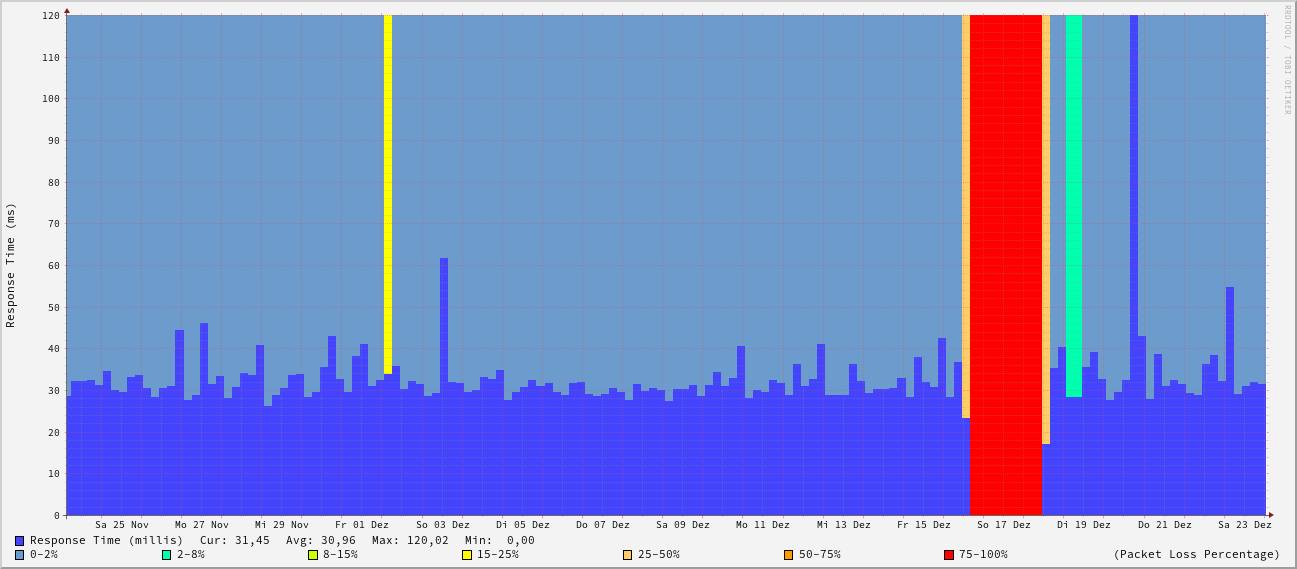 RRDTOOL / TOBI OETIKER
Response Time (ms)
120
110
100
90
80
70
60
50
40
30
20
10
0
Sa 25 Nov Mo 27 Nov Mi 29 Nov Fr 01 Dez So 03 Dez Di 05 Dez Do 07 Dez Sa 09 Dez Mo 11 Dez Mi 13 Dez Fr 15 Dez So 17 Dez Di 19 Dez Do 21 Dez Sa 23 Dez
Response Time (millis) Cur: 31,45 Avg: 30,96 Max: 120,02 Min: 0,00
0-2% 2-8% 8-15% 15-25% 25-50% 50-75% 75-100% (Packet Loss Percentage)